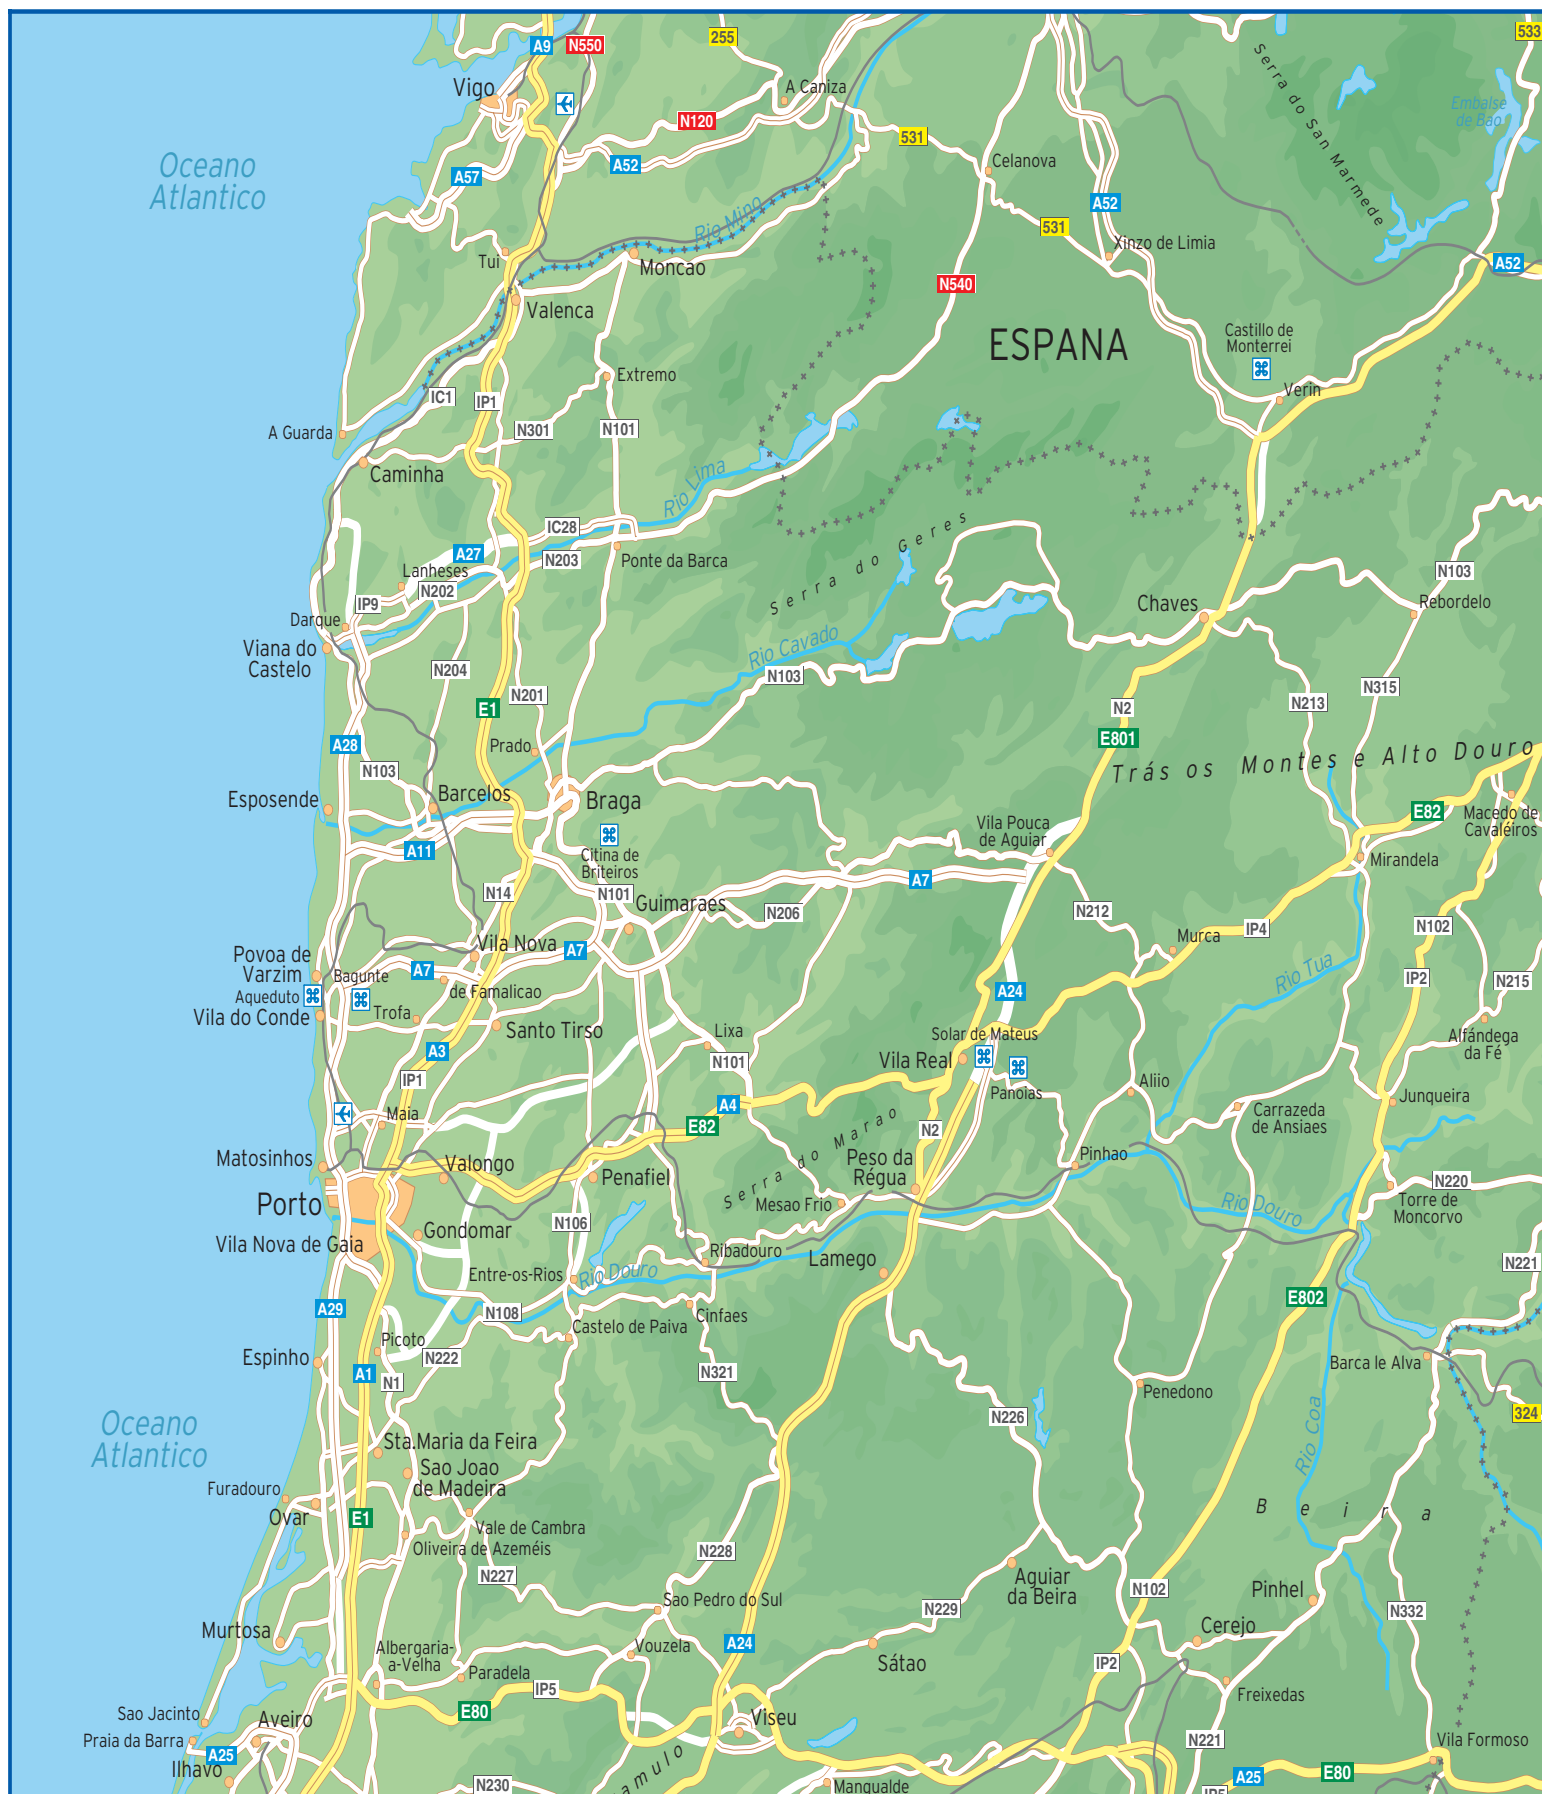 A9
N550
255
533
Vigo
A Caniza
Serra do San Marmede
Embalse
de Bao
N120
531
Oceano
Atlantico
A57
A52
Celanova
A52
Rio Mino
531
Tui
Moncao
Xinzo de Limia
A52
N540
Valenca
ESPANA
Castillo de
Monterrei
Extremo
Verin
IC1
IP1
N301
N101
A Guarda
Caminha
Rio Lima
IC28
A27
N203
Ponte da Barca
Serra do Geres
Lanheses
N202
IP9
N103
Rebordelo
Chaves
Darque
Viana do
Castelo
Rio Cavado
N204
N103
N201
N315
N213
N2
E1
E801
A28
Prado
Trás os Montes e Alto Douro
N103
Esposende
Barcelos
Braga
E82
Macedo de
Cavaleiros
Vila Pouca
de Aguiar
A11
Citina de
Briteiros
Mirandela
A7
N14
N101
Guimaraes
N206
N212
N102
IP4
Murca
Vila Nova
A7
Povoa de
Varzim
Bagunte
A7
Rio Tua
IP2
N215
de Famalicao
A24
Aqueduto
Vila do Conde
Trofa
Santo Tirso
Lixa
Solar de Mateus
Alfándega
da Fé
A3
Vila Real
N101
IP1
Panoias
Aliio
Junqueira
A4
Maia
E82
Carrazeda
de Ansiaes
Serra do Marao
N2
Matosinhos
Valongo
Peso da
Régua
Pinhao
Penafiel
N220
Porto
Mesao Frio
Rio Douro
Torre de
Moncorvo
N106
Gondomar
Vila Nova de Gaia
Ribadouro
Lamego
N221
Entre-os-Rios
Rio Douro
E802
A29
N108
Cinfaes
Castelo de Paiva
Picoto
Espinho
N222
Barca le Alva
A1
N1
N321
Penedono
Rio Coa
N226
324
Oceano
Atlantico
Sta.Maria da Feira
Sao Joao
de Madeira
Furadouro
Ovar
E1
Beira
Vale de Cambra
Oliveira de Azeméis
N228
N227
Aguiar
da Beira
N102
Pinhel
Sao Pedro do Sul
N229
N332
Murtosa
Cerejo
A24
Albergaria-
a-Velha
Vouzela
Sátao
Paradela
IP2
IP5
Freixedas
E80
Sao Jacinto
Aveiro
Viseu
Praia da Barra
A25
N221
Vila Formoso
Ilhavo
amulo
E80
A25
N230
Mangualde
IP5